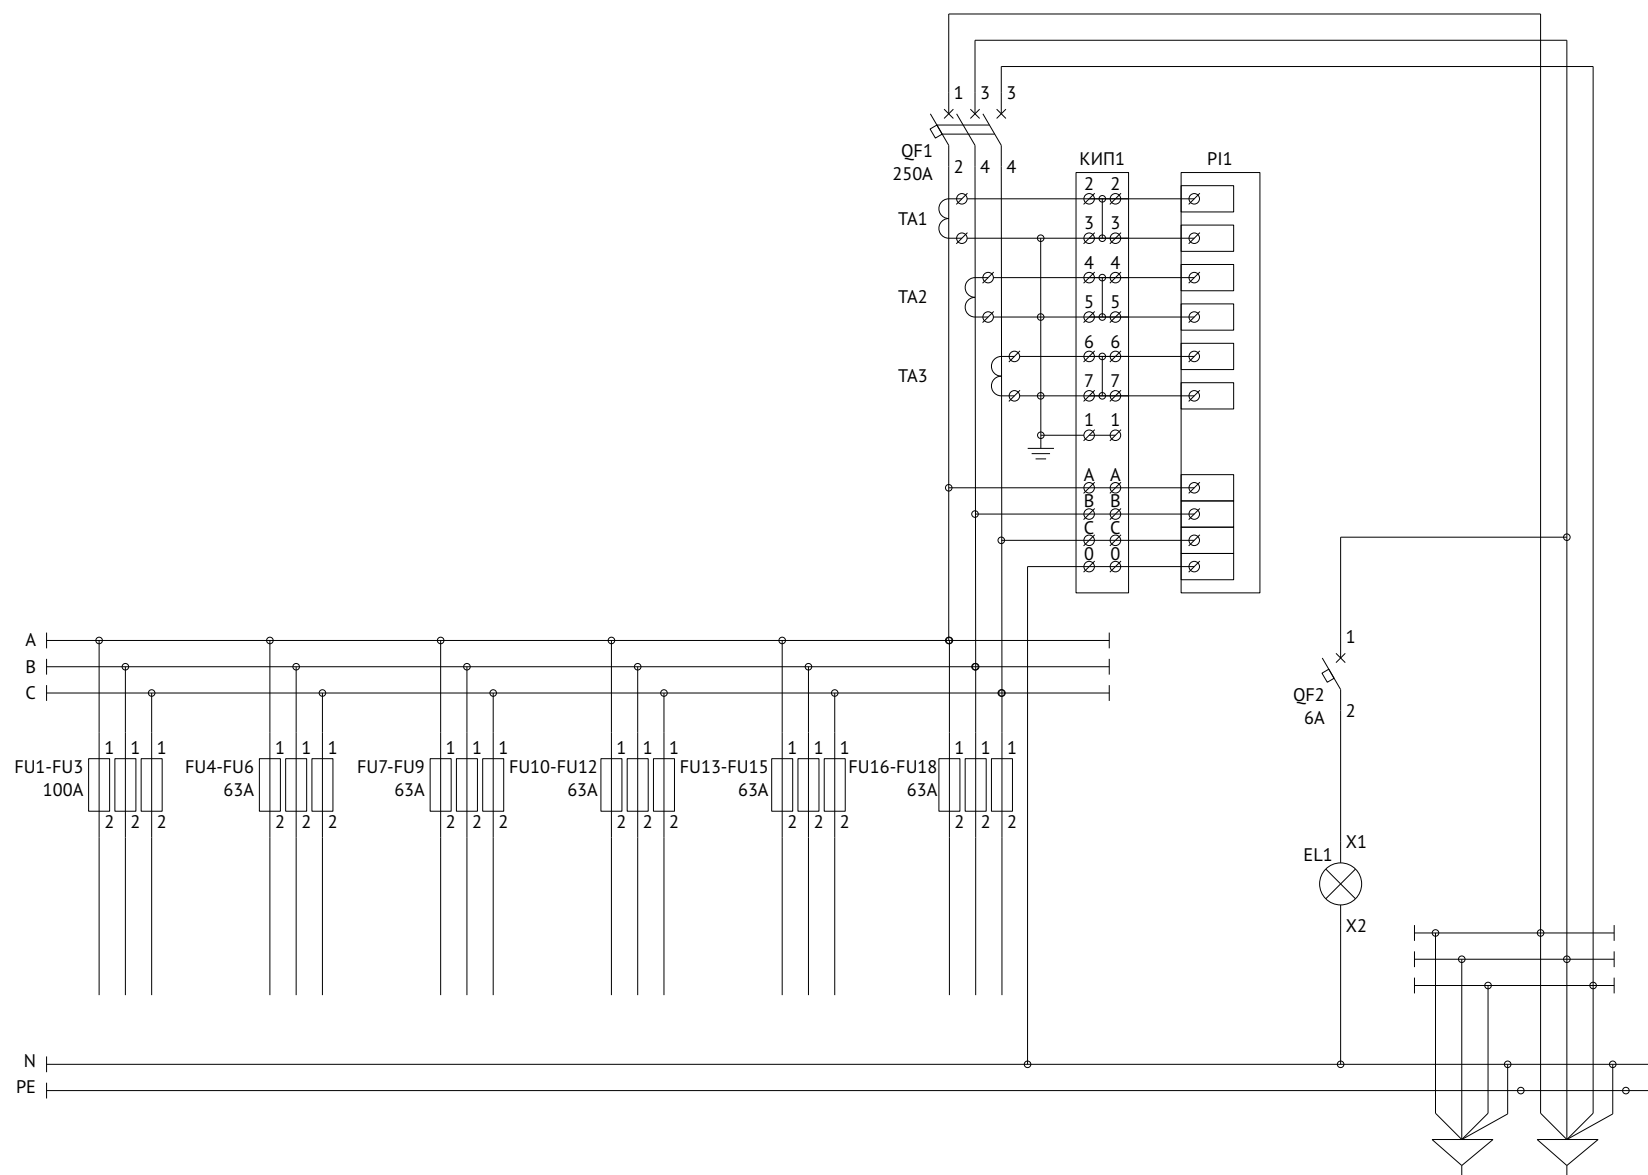 1 3 3
QF1
250A
2 4 4
КИП1
PI1
2 2
TA1
3 3
4 4
TA2
5 5
6 6
TA3
7 7
1 1
A A
B B
C C
0 0
A
B
C
1
QF2
6A
2
1 1 1 1 1 1 1 1 1 1 1 1 1 1 1 1 1 1
FU1-FU3 FU4-FU6 FU7-FU9 FU10-FU12 FU13-FU15 FU16-FU18
100A 63A 63A 63A 63A 63A
2 2 2 2 2 2 2 2 2 2 2 2 2 2 2 2 2 2
X1
EL1
X2
N
PE